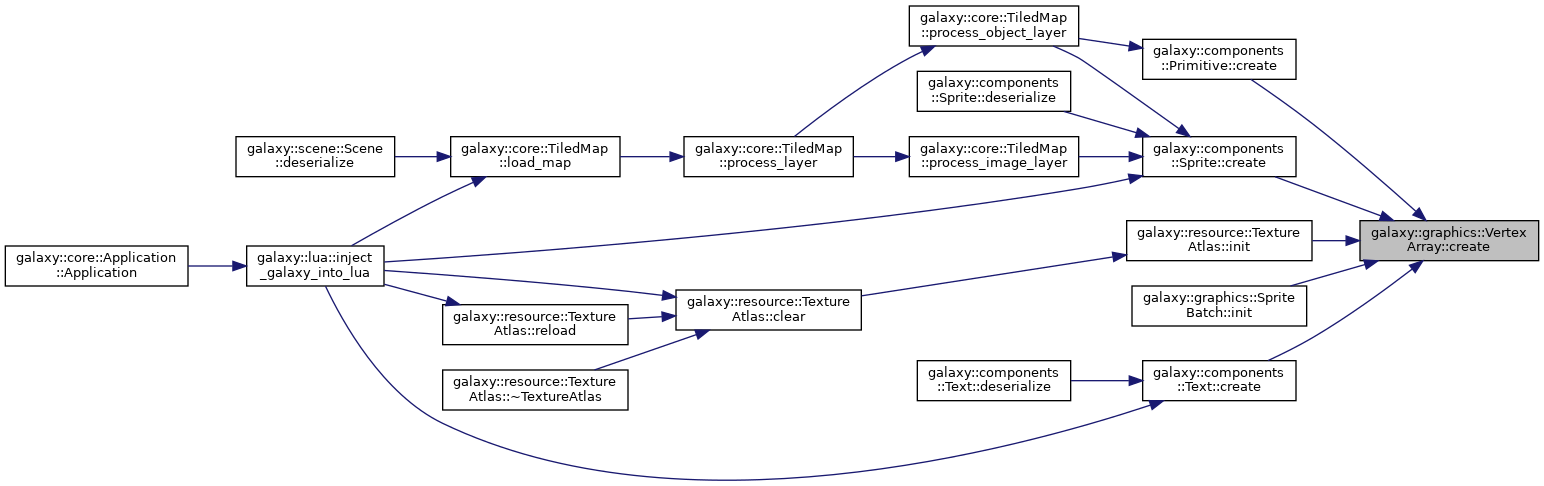 galaxy::core::TiledMap
::process_object_layer
galaxy::components
::Primitive::create
galaxy::components
::Sprite::deserialize
galaxy::scene::Scene
::deserialize
galaxy::core::TiledMap
::load_map
galaxy::core::TiledMap
::process_layer
galaxy::core::TiledMap
::process_image_layer
galaxy::components
::Sprite::create
galaxy::resource::Texture
Atlas::init
galaxy::graphics::Vertex
Array::create
galaxy::core::Application
::Application
galaxy::lua::inject
_galaxy_into_lua
galaxy::resource::Texture
Atlas::clear
galaxy::graphics::Sprite
Batch::init
galaxy::resource::Texture
Atlas::reload
galaxy::resource::Texture
Atlas::~TextureAtlas
galaxy::components
::Text::deserialize
galaxy::components
::Text::create